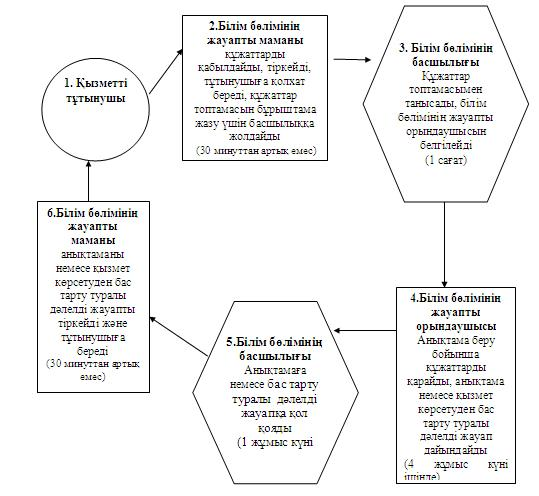 1. Қызметті
тұтынушы
2.Білім бөлімінің
жауапты маманы
құжаттарды
қабылдайды, тіркейді,
тұтынушыға қолхат
береді, құжаттар
топтамасын бұрыштама
жазу үшін басшылыққа
жолдайды
(30 минуттан артық емес)
3. Білім бөлімінің
басшылығы
Құжаттар
топтамасымен
танысады, білім
бөлімінің жауапты
орындаушысын
белгілейді
(1 сағат)
4.Білім бөлімінің
жауапты
орындаушысы
Анықтама беру
бойынша
құжаттарды
қарайды, анықтама
немесе қызмет
көрсетуден бас
тарту туралы
дәлелді жауап
дайындайды
(4 жұмыс күні
ішінде)
5.Білім бөлімінің
басшылығы
Анықтамаға
немесе бас тарту
туралы дәлелді
жауапқа қол
қояды
(1 жұмыс күні
6.Білім бөлімінің
жауапты
маманы
анықтаманы
немесе қызмет
көрсетуден бас
тарту туралы
дәлелді жауапты
тіркейді және
тұтынушыға
береді
(30 минуттан артық
емес)